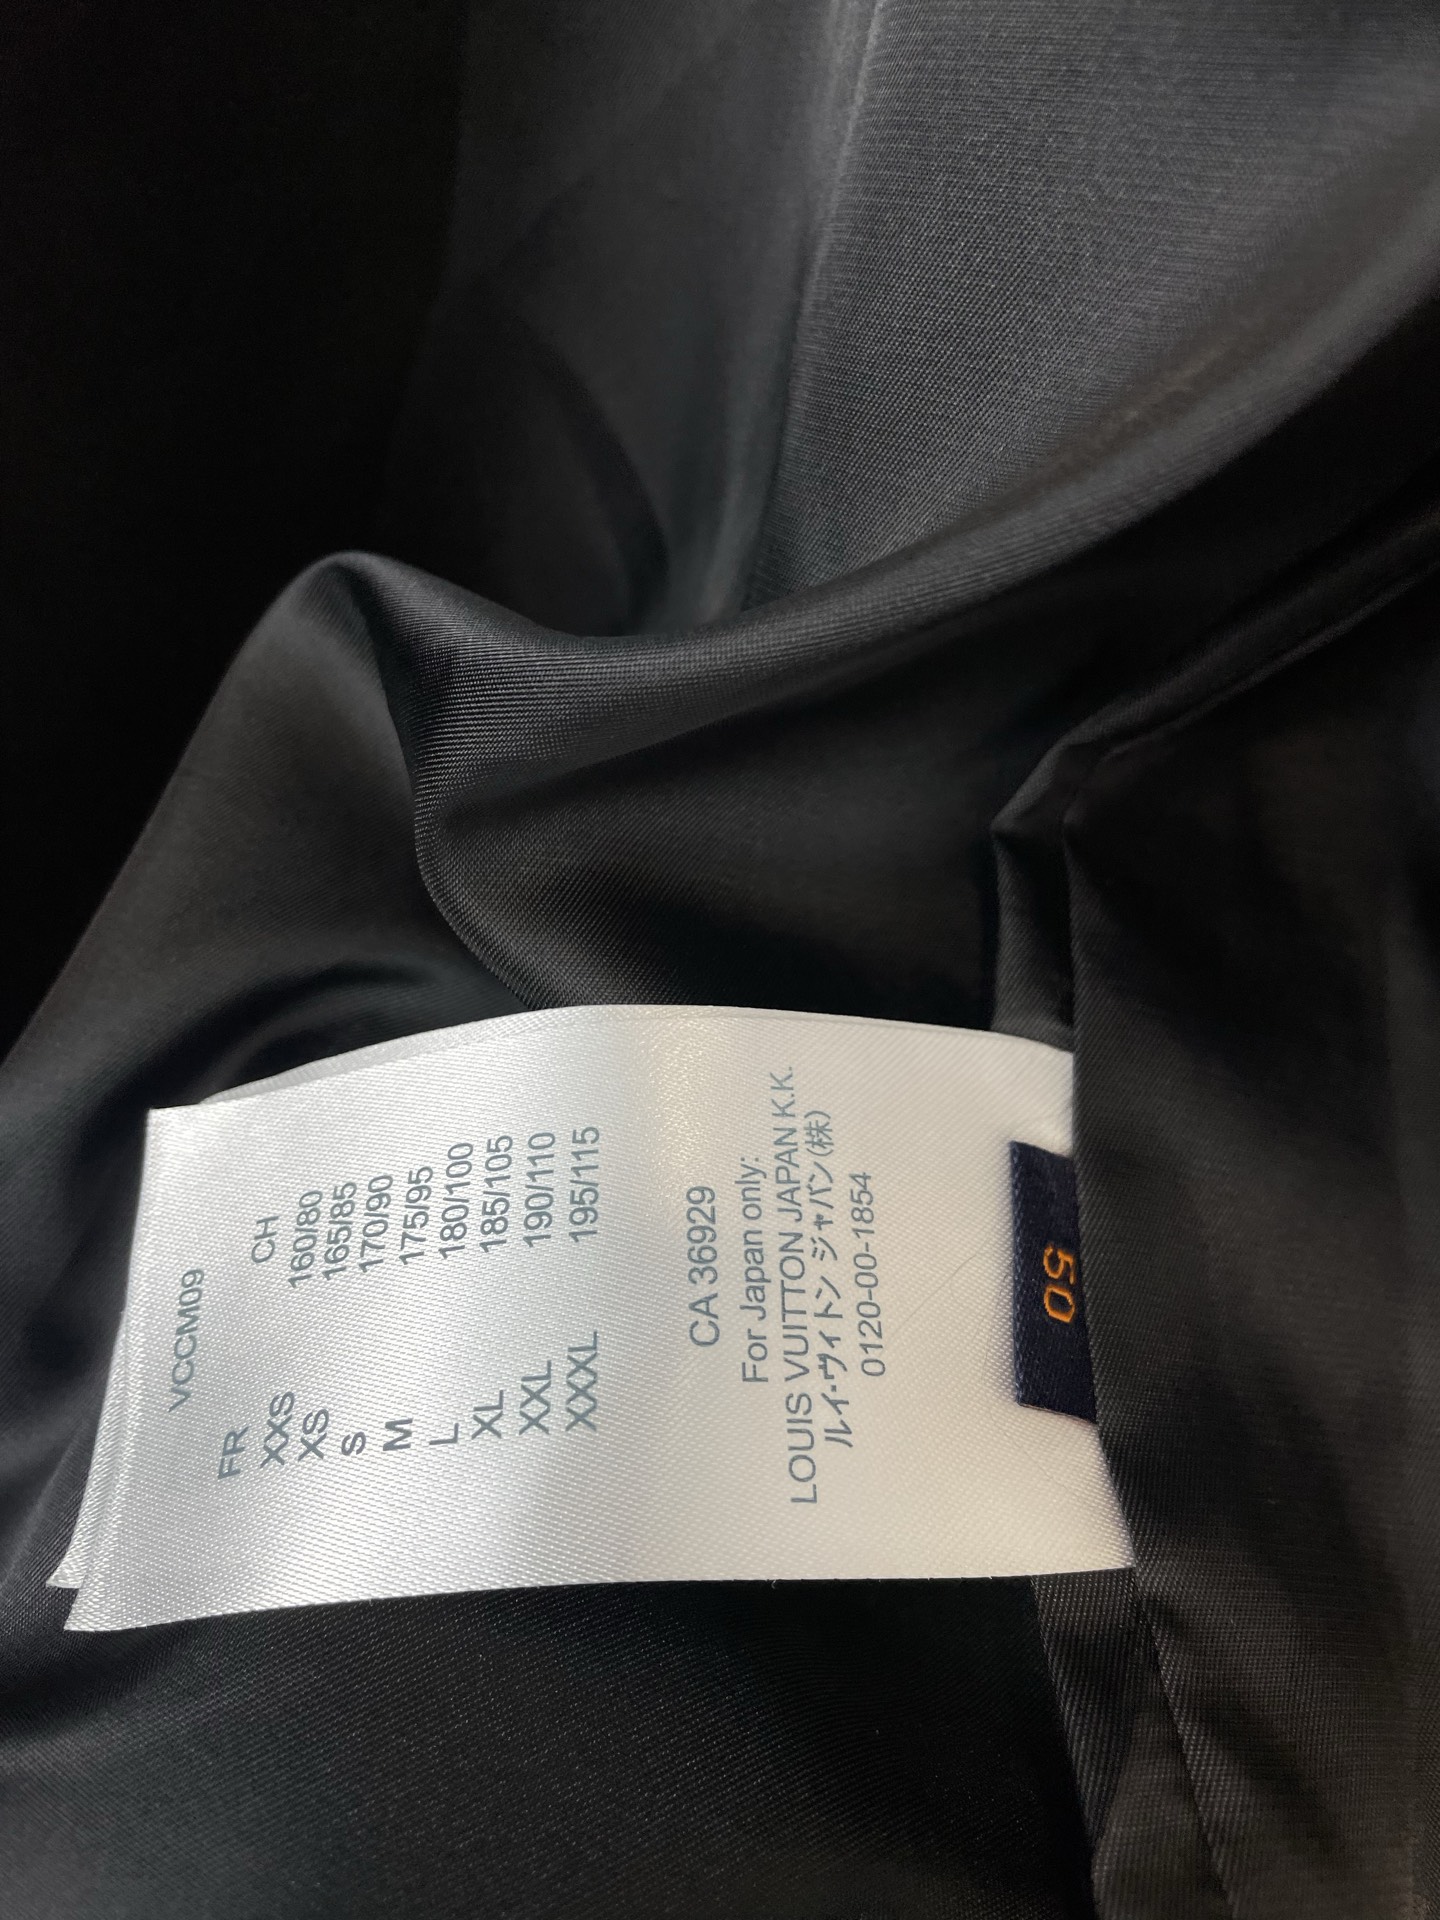 VCCM09
FR CH
XXS 160/80
XS 165/85
S 170/90
M 175/95
L 180/100
XL 185/105
XXL 190/110
XXXL 195/115
CA 36929
For Japan only:
LOUIS VUITTON JAPAN K.K.
ルイ・ヴィトン ジャパン(株)
0120-00-1854
50